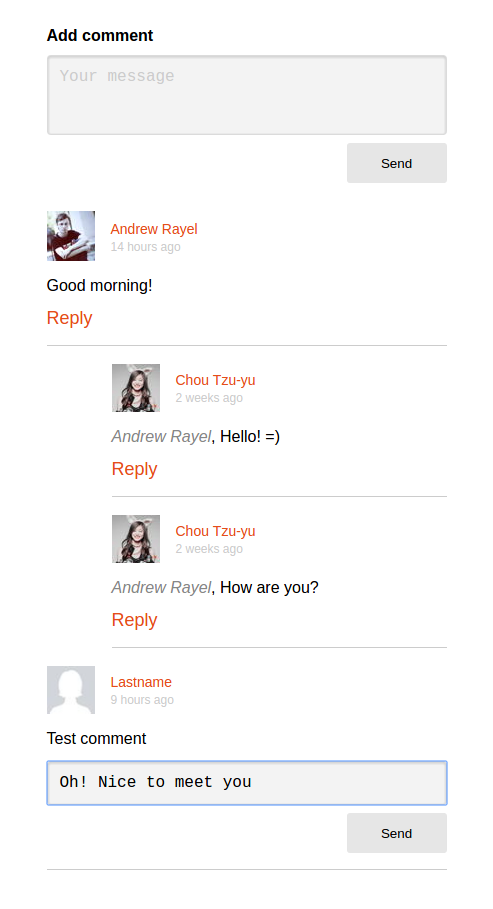 Add comment
Your message
Send
Andrew Rayel
14 hours ago
Good morning!
Reply
Chou Tzu-yu
2 weeks ago
Andrew Rayel, Hello! =)
Reply
Chou Tzu-yu
2 weeks ago
Andrew Rayel, How are you?
Reply
Lastname
9 hours ago
Test comment
Oh! Nice to meet you
Send